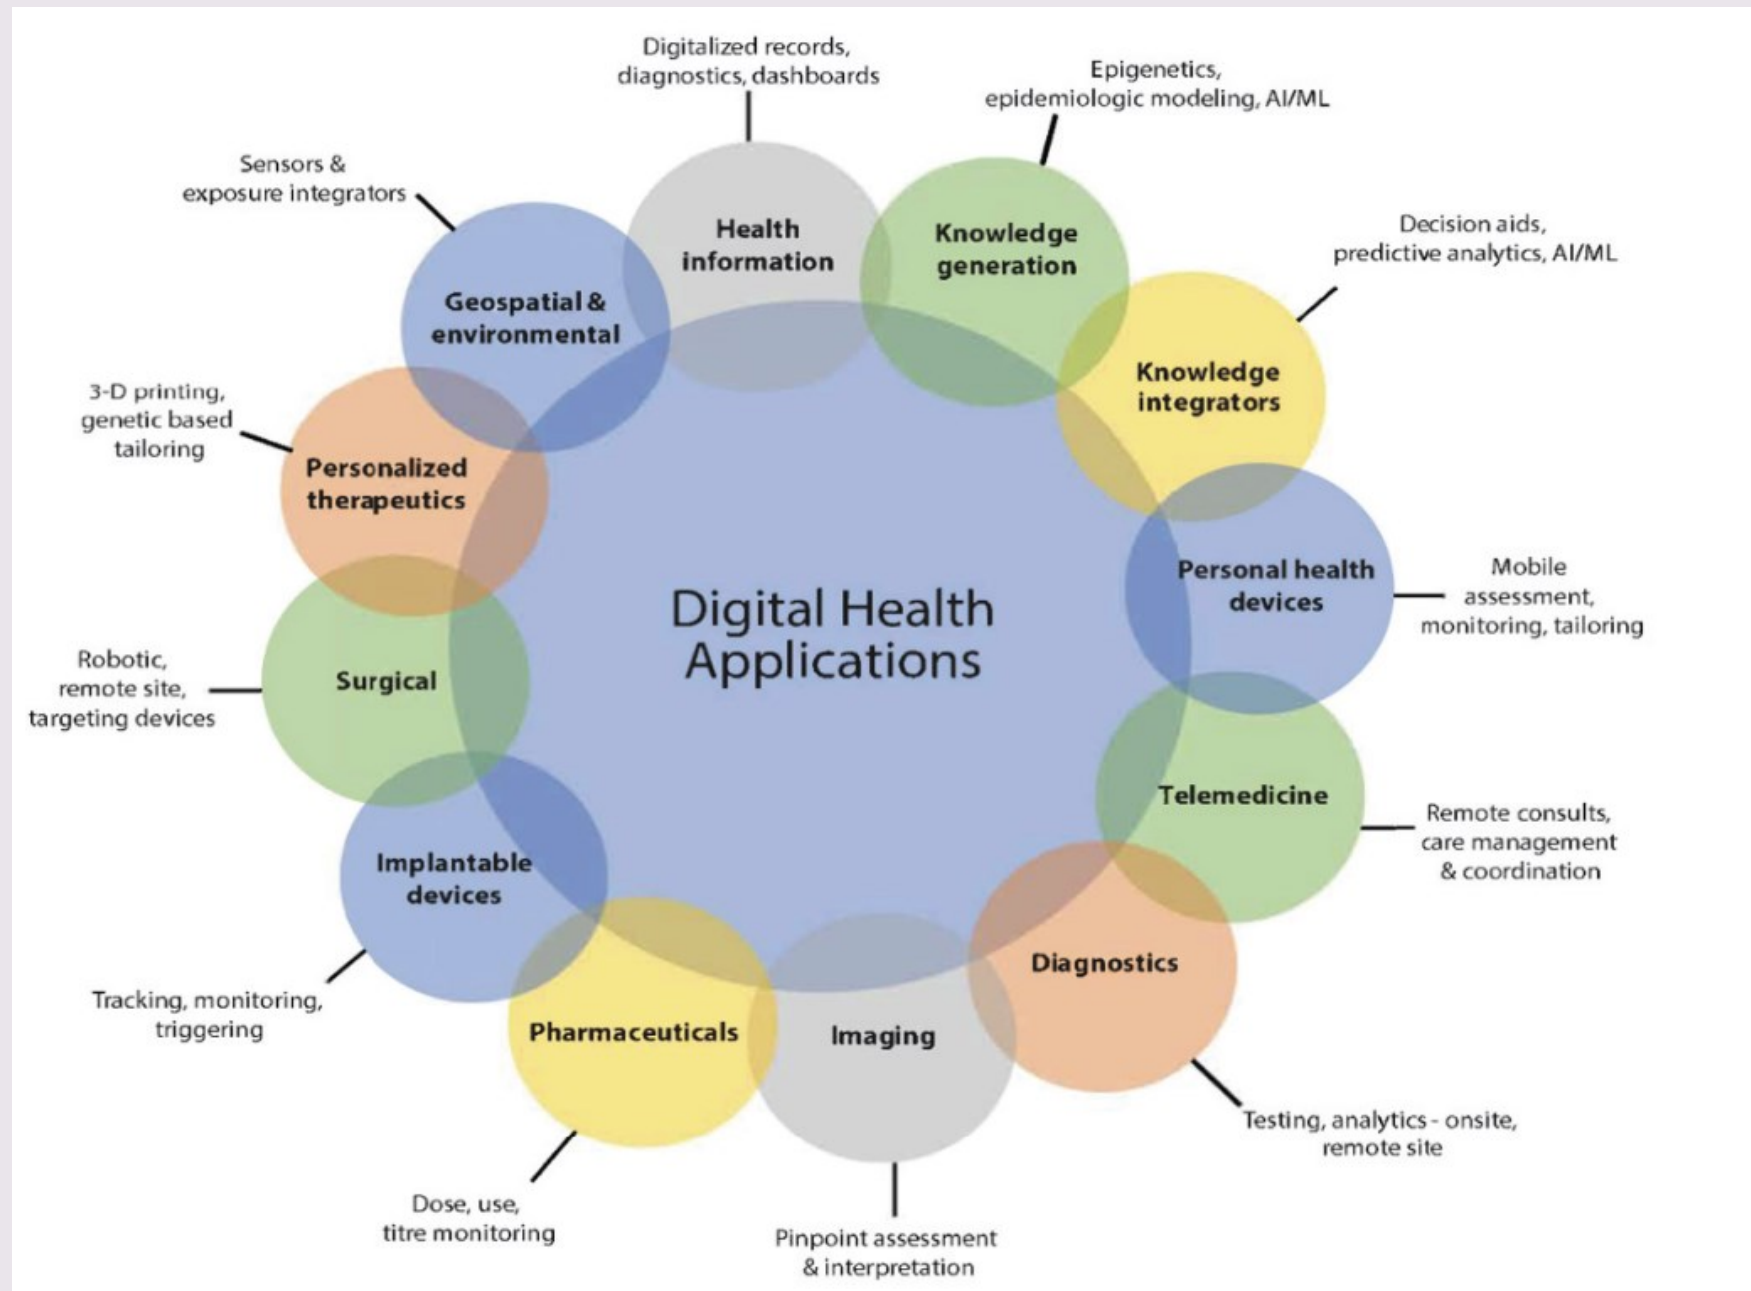 Digitalized records,
diagnostics, dashboards
Epigenetics,
epidemiologic modeling, AI/ML
Sensors &
exposure integrators
Decision aids,
predictive analytics, AI/ML
Health
information
Knowledge
generation
Geospatial &
environmental
Knowledge
integrators
3-D printing,
genetic based
tailoring
Personalized
therapeutics
Personal health
devices
Mobile
assessment,
monitoring, tailoring
Digital Health
Applications
Robotic,
remote site,
targeting devices
Surgical
Telemedicine
Remote consults,
care management
& coordination
Implantable
devices
Diagnostics
Tracking, monitoring,
triggering
Pharmaceuticals
Imaging
Testing, analytics - onsite,
remote site
Dose, use,
titre monitoring
Pinpoint assessment
& interpretation